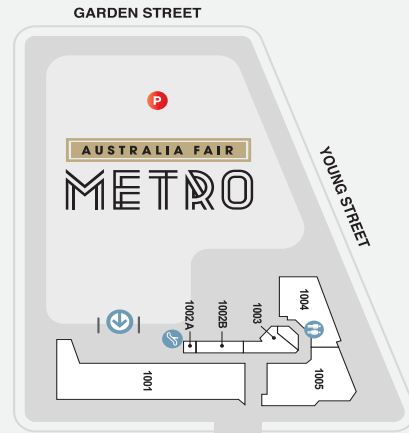 GARDEN STREET
P
AUSTRALIA FAIR
METRO
YOUNG STREET
1002A
1002B
1003
1004
1001
1005